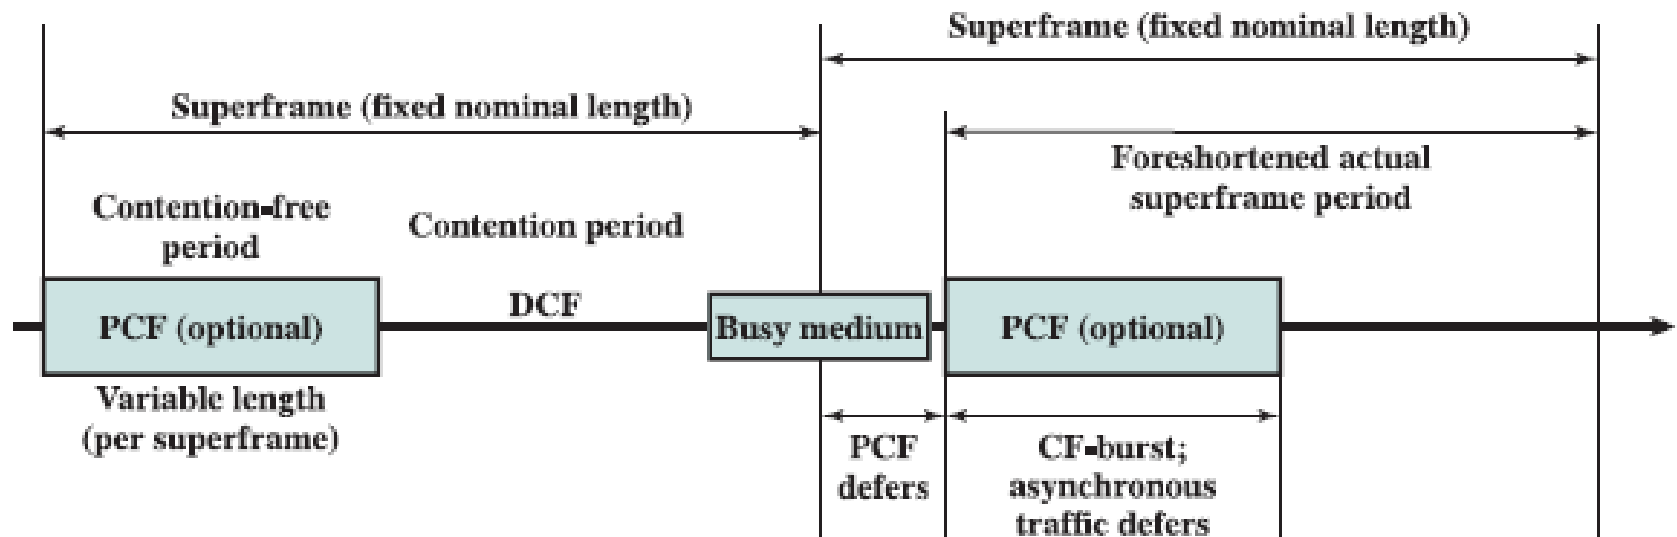 Superframe (fixed nominal length)
Superframe (fixed nominal length)
Foreshortened actual
superframe period
Contention-free
period
Contention period
DCF
PCF (optional)
Busy medium
PCF (optional)
Variable length
(per superframe)
PCF
defers
CF-burst;
asynchronous
traffic defers